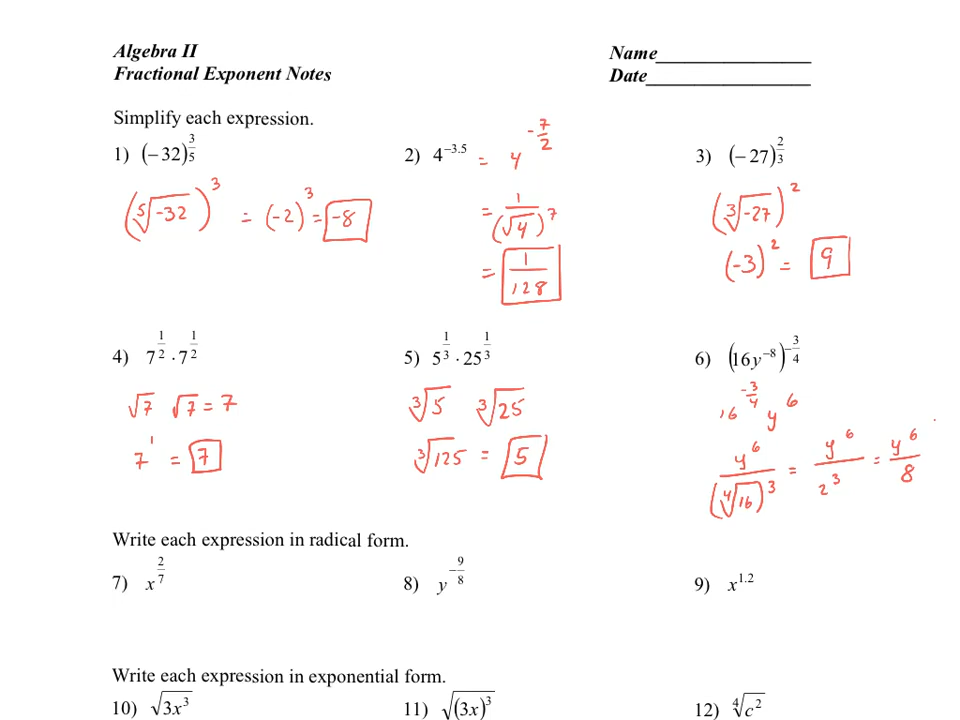 Algebra II Name________________
Fractional Exponent Notes Date_________________
Simplify each expression.
1) (−32)^(3/5) 2) 4^(−3.5) = 4^(−7/2) 3) (−27)^(2/3)
(⁵√-32)³ = (-2)³ = -8 = 1/(√4)⁷ (³√-27)²
= 1/128 (-3)² = 9
4) 7^(1/2) · 7^(1/2) 5) 5^(1/3) · 25^(1/3) 6) (16y^(−8))^(−3/4)
√7 √7 = 7 ³√5 ³√25 16^(-3/4) y⁶
7¹ = 7 ³√125 = 5 y⁶/(⁴√16)³ = y⁶/2³ = y⁶/8
Write each expression in radical form.
7) x^(2/7) 8) y^(−9/8) 9) x^(1.2)
Write each expression in exponential form.
10) √(3x³) 11) √((3x)³) 12) ⁴√(c²)